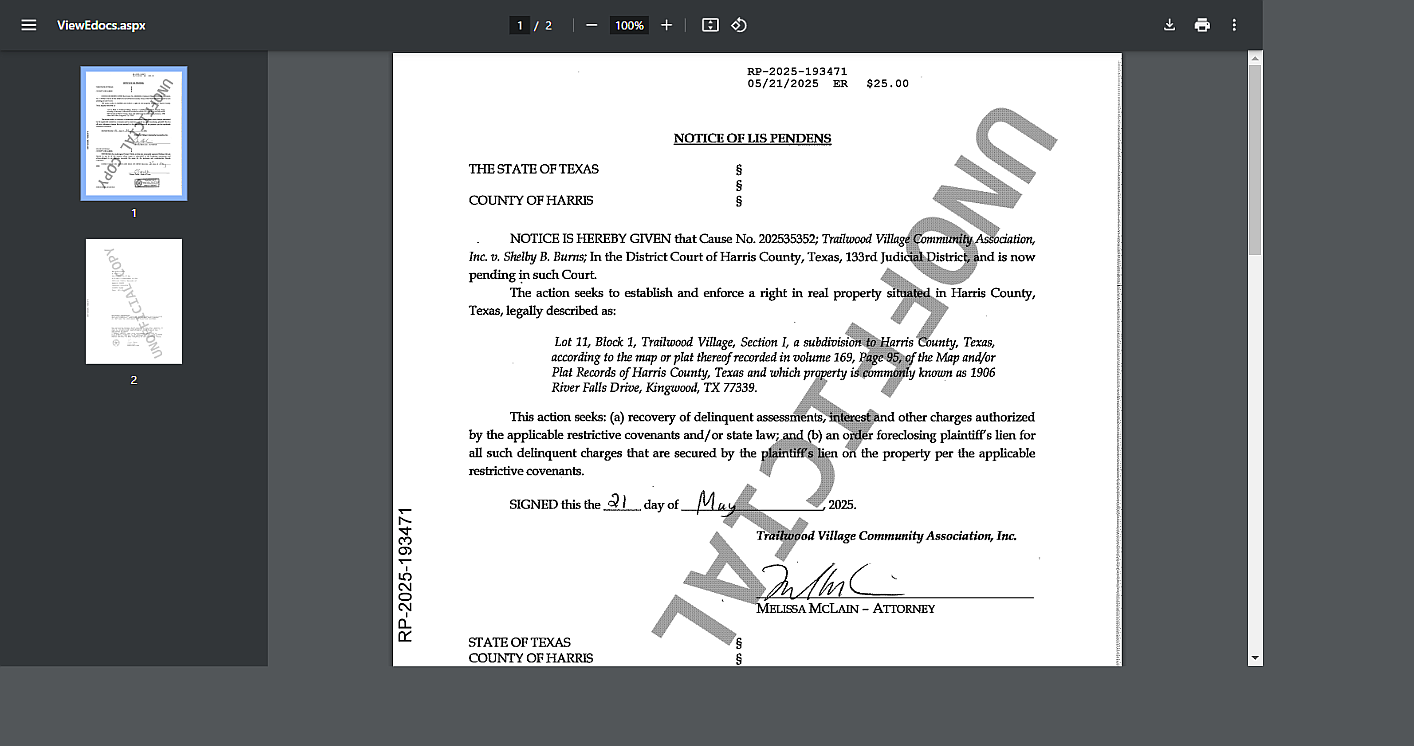 ViewEdocs.aspx
1 / 2
100%
1
2
RP-2025-193471
05/21/2025 ER $25.00
NOTICE OF LIS PENDENS
THE STATE OF TEXAS §
§
COUNTY OF HARRIS §
NOTICE IS HEREBY GIVEN that Cause No. 202535352; Trailwood Village Community Association,
Inc. v. Shelby B. Burns; In the District Court of Harris County, Texas, 133rd Judicial District, and is now
pending in such Court.
The action seeks to establish and enforce a right in real property situated in Harris County,
Texas, legally described as:
Lot 11, Block 1, Trailwood Village, Section I, a subdivision to Harris County, Texas,
according to the map or plat thereof recorded in volume 169, Page 95, of the Map and/or
Plat Records of Harris County, Texas and which property is commonly known as 1906
River Falls Drive, Kingwood, TX 77339.
This action seeks: (a) recovery of delinquent assessments, interest and other charges authorized
by the applicable restrictive covenants and/or state law; and (b) an order foreclosing plaintiff's lien for
all such delinquent charges that are secured by the plaintiff's lien on the property per the applicable
restrictive covenants.
SIGNED this the 21 day of May, 2025.
Trailwood Village Community Association, Inc.
MELISSA MCLAIN – ATTORNEY
STATE OF TEXAS §
COUNTY OF HARRIS §
RP-2025-193471
UNOFFICIAL